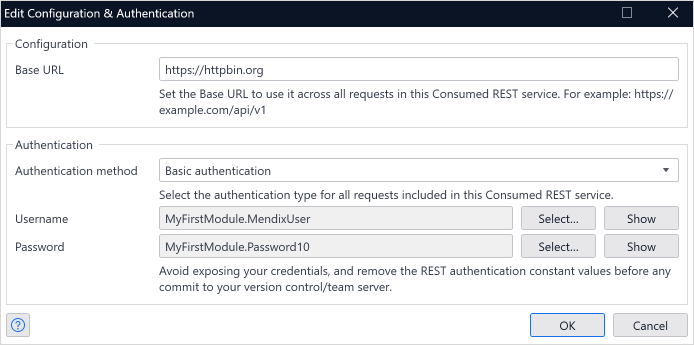 Edit Configuration & Authentication
Configuration
Base URL
https://httpbin.org
Set the Base URL to use it across all requests in this Consumed REST service. For example: https://
example.com/api/v1
Authentication
Authentication method
Basic authentication
Select the authentication type for all requests included in this Consumed REST service.
Username MyFirstModule.MendixUser Select... Show
Password MyFirstModule.Password10 Select... Show
Avoid exposing your credentials, and remove the REST authentication constant values before any
commit to your version control/team server.
? OK Cancel